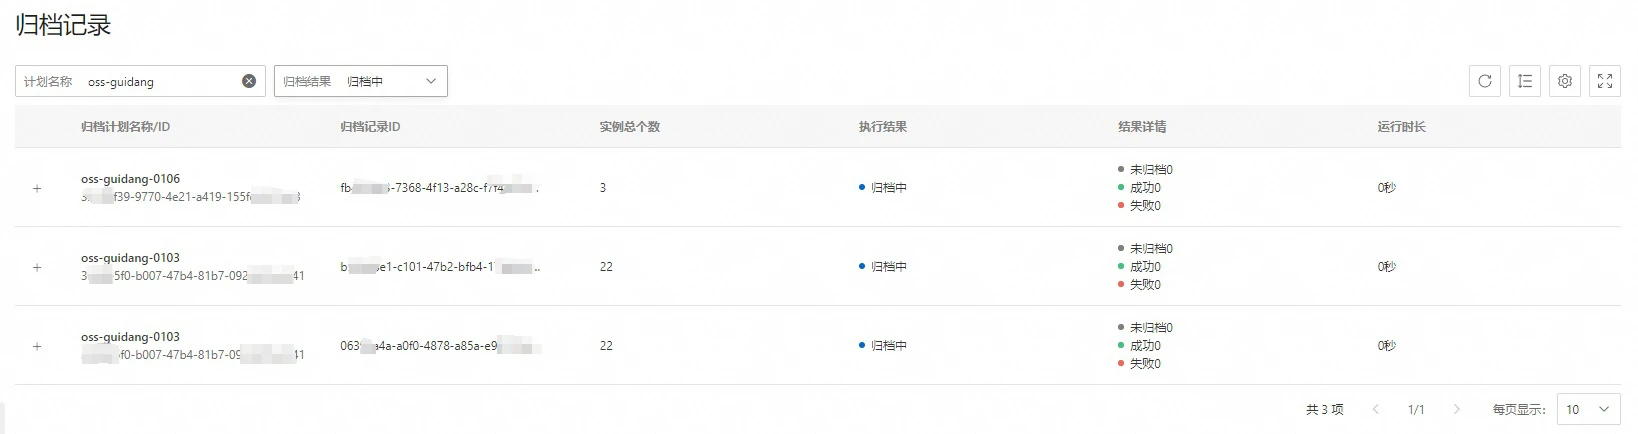 归档记录
计划名称 oss-guidang 归档结果 归档中
归档计划名称/ID 归档记录ID 实例总个数 执行结果 结果详情 运行时长
oss-guidang-0106
f39-9770-4e21-a419-155f
fb -7368-4f13-a28c-f7f4 3 归档中 0秒
未归档0
成功0
失败0
oss-guidang-0103
3 5f0-b007-47b4-81b7-092 41
b e1-c101-47b2-bfb4-1 .. 22 归档中 0秒
未归档0
成功0
失败0
oss-guidang-0103
f0-b007-47b4-81b7-09 41
063 a4a-a0f0-4878-a85a-e9 22 归档中 0秒
未归档0
成功0
失败0
共 3 项 1/1 每页显示: 10